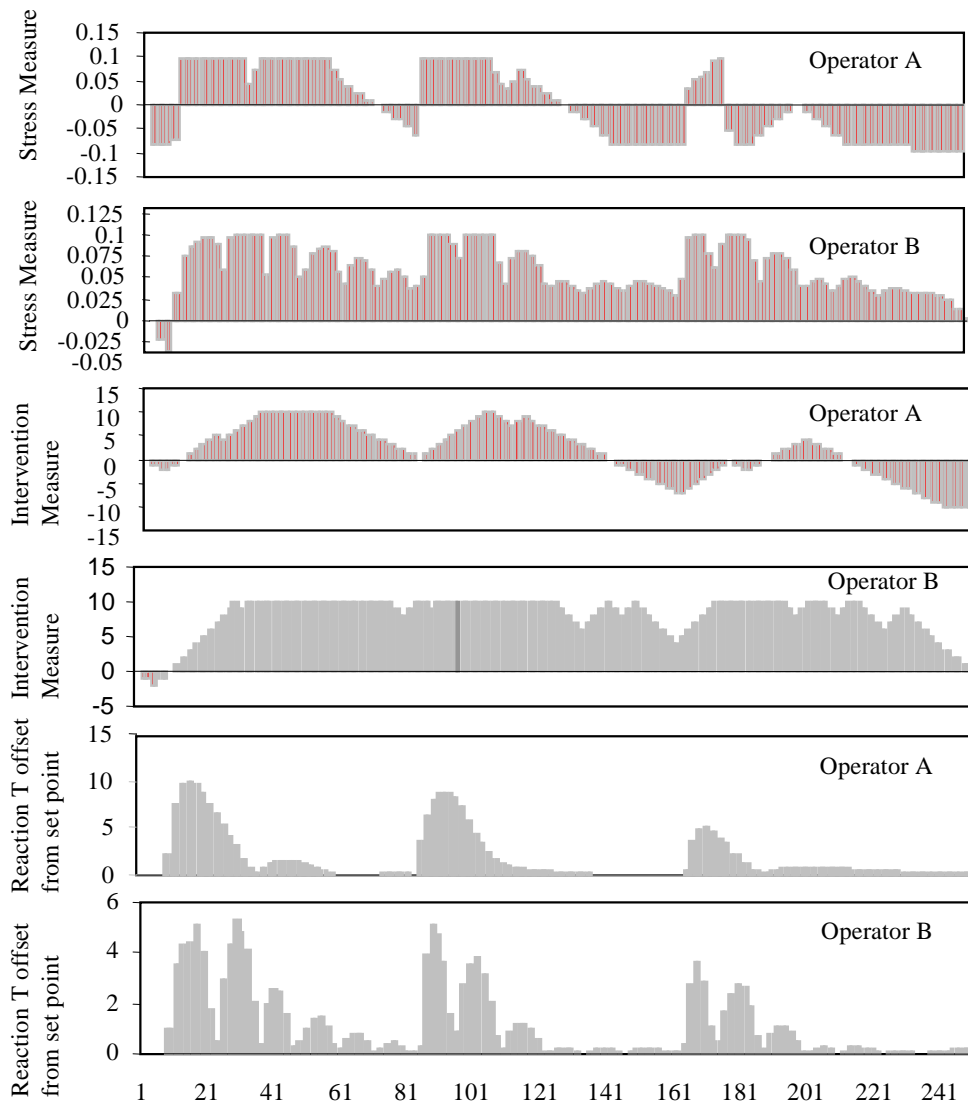 Stress Measure
0.15
0.1
0.05
0
-0.05
-0.1
-0.15
Operator A
Stress Measure
0.125
0.1
0.075
0.05
0.025
0
-0.025
-0.05
Operator B
Intervention
Measure
15
10
5
0
-5
-10
-15
Operator A
Intervention
Measure
15
10
5
0
-5
Operator B
Reaction T offset
from set point
15
10
5
0
Operator A
Reaction T offset
from set point
6
4
2
0
Operator B
1 21 41 61 81 101 121 141 161 181 201 221 241